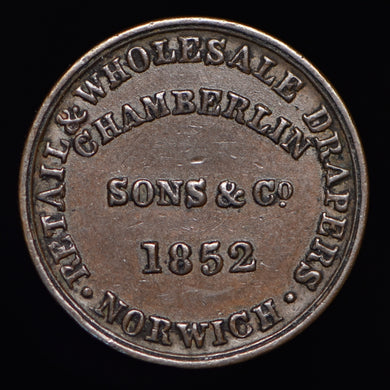 RETAIL & WHOLESALE DRAPERS
CHAMBERLIN
SONS & Co
1852
· NORWICH ·